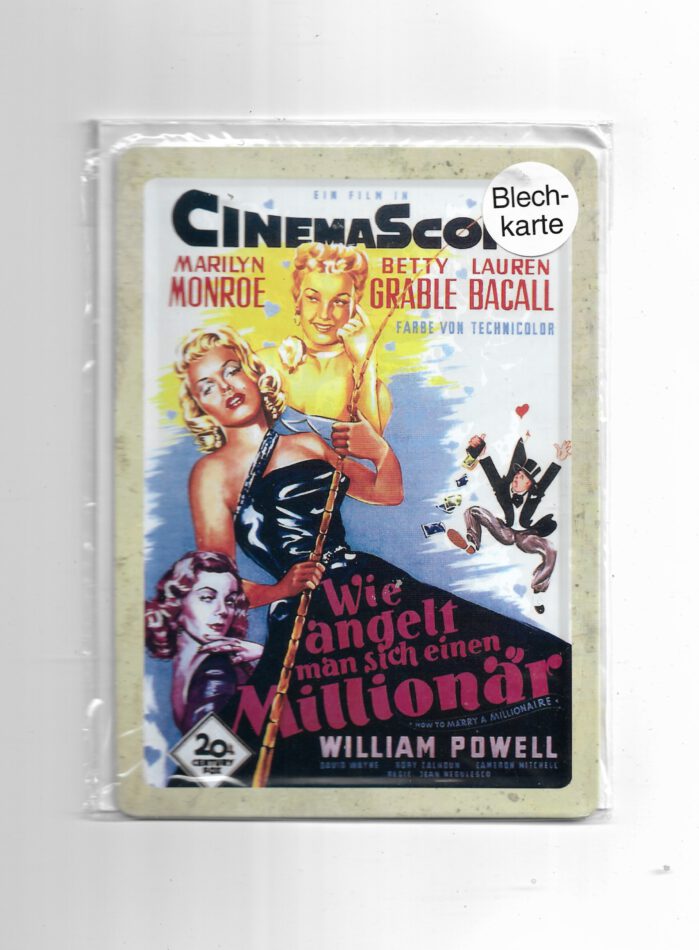 Blech-
karte
EIN FILM IN
CINEMASCO
MARILYN
MONROE
BETTY LAUREN
GRABLE BACALL
FARBE VON TECHNICOLOR
Wie
angelt
man sich einen
Millionär
• HOW TO MARRY A MILLIONAIRE •
WILLIAM POWELL
DAVID WAYNE RORY CALHOUN CAMERON MITCHELL
REGIE JEAN NEGULESCO
20th
CENTURY
FOX